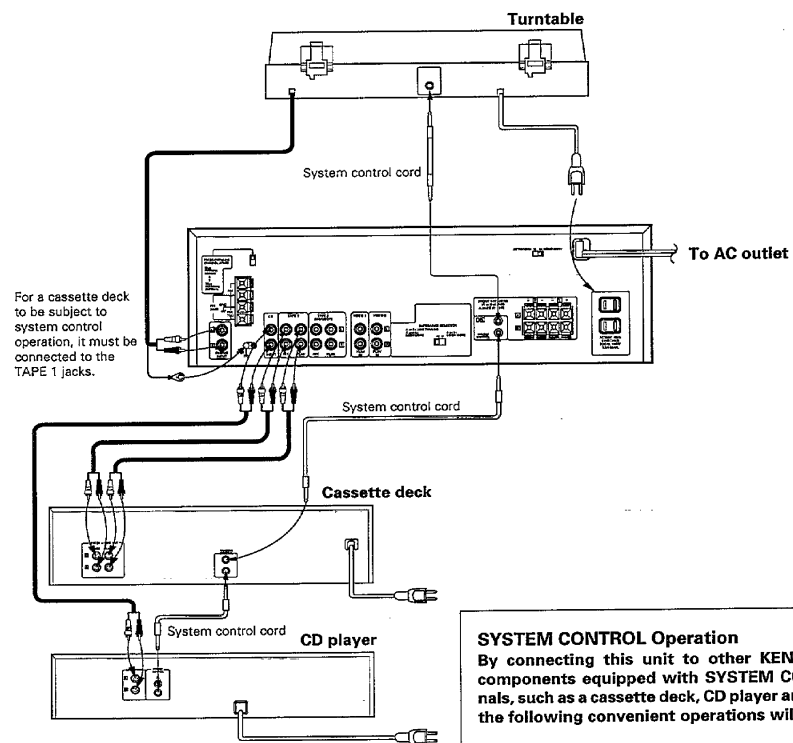 Turntable
System control cord
To AC outlet
For a cassette deck
to be subject to
system control
operation, it must be
connected to the
TAPE 1 jacks.
System control cord
Cassette deck
System control cord
CD player
SYSTEM CONTROL Operation
By connecting this unit to other KEN
components equipped with SYSTEM CO
nals, such as a cassette deck, CD player a
the following convenient operations wil